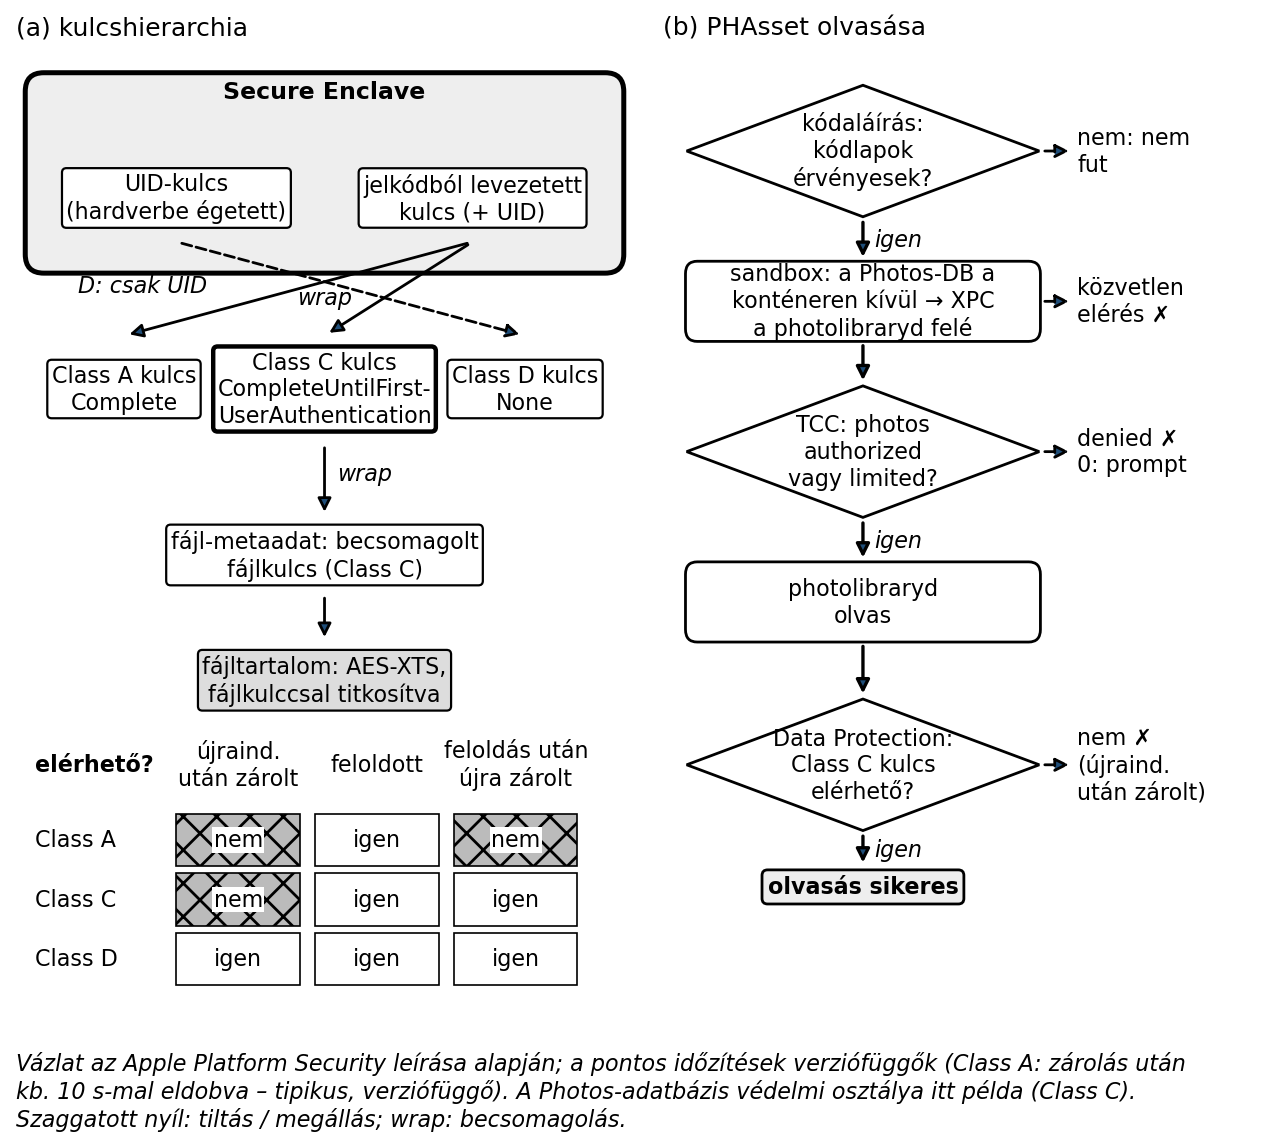 (a) kulcshierarchia
Secure Enclave
UID-kulcs
(hardverbe égetett)
jelkódból levezetett
kulcs (+ UID)
D: csak UID
wrap
Class A kulcs
Complete
Class C kulcs
CompleteUntilFirst-
UserAuthentication
Class D kulcs
None
wrap
fájl-metaadat: becsomagolt
fájlkulcs (Class C)
fájltartalom: AES-XTS,
fájlkulccsal titkosítva
elérhető?
újraind.
után zárolt
feloldott
feloldás után
újra zárolt
Class A
nem
igen
nem
Class C
nem
igen
igen
Class D
igen
igen
igen
(b) PHAsset olvasása
kódaláírás:
kódlapok
érvényesek?
nem: nem
fut
igen
sandbox: a Photos-DB a
konténeren kívül → XPC
a photolibraryd felé
közvetlen
elérés ✗
TCC: photos
authorized
vagy limited?
denied ✗
0: prompt
igen
photolibraryd
olvas
Data Protection:
Class C kulcs
elérhető?
nem ✗
(újraind.
után zárolt)
igen
olvasás sikeres
Vázlat az Apple Platform Security leírása alapján; a pontos időzítések verziófüggők (Class A: zárolás után
kb. 10 s-mal eldobva – tipikus, verziófüggő). A Photos-adatbázis védelmi osztálya itt példa (Class C).
Szaggatott nyíl: tiltás / megállás; wrap: becsomagolás.